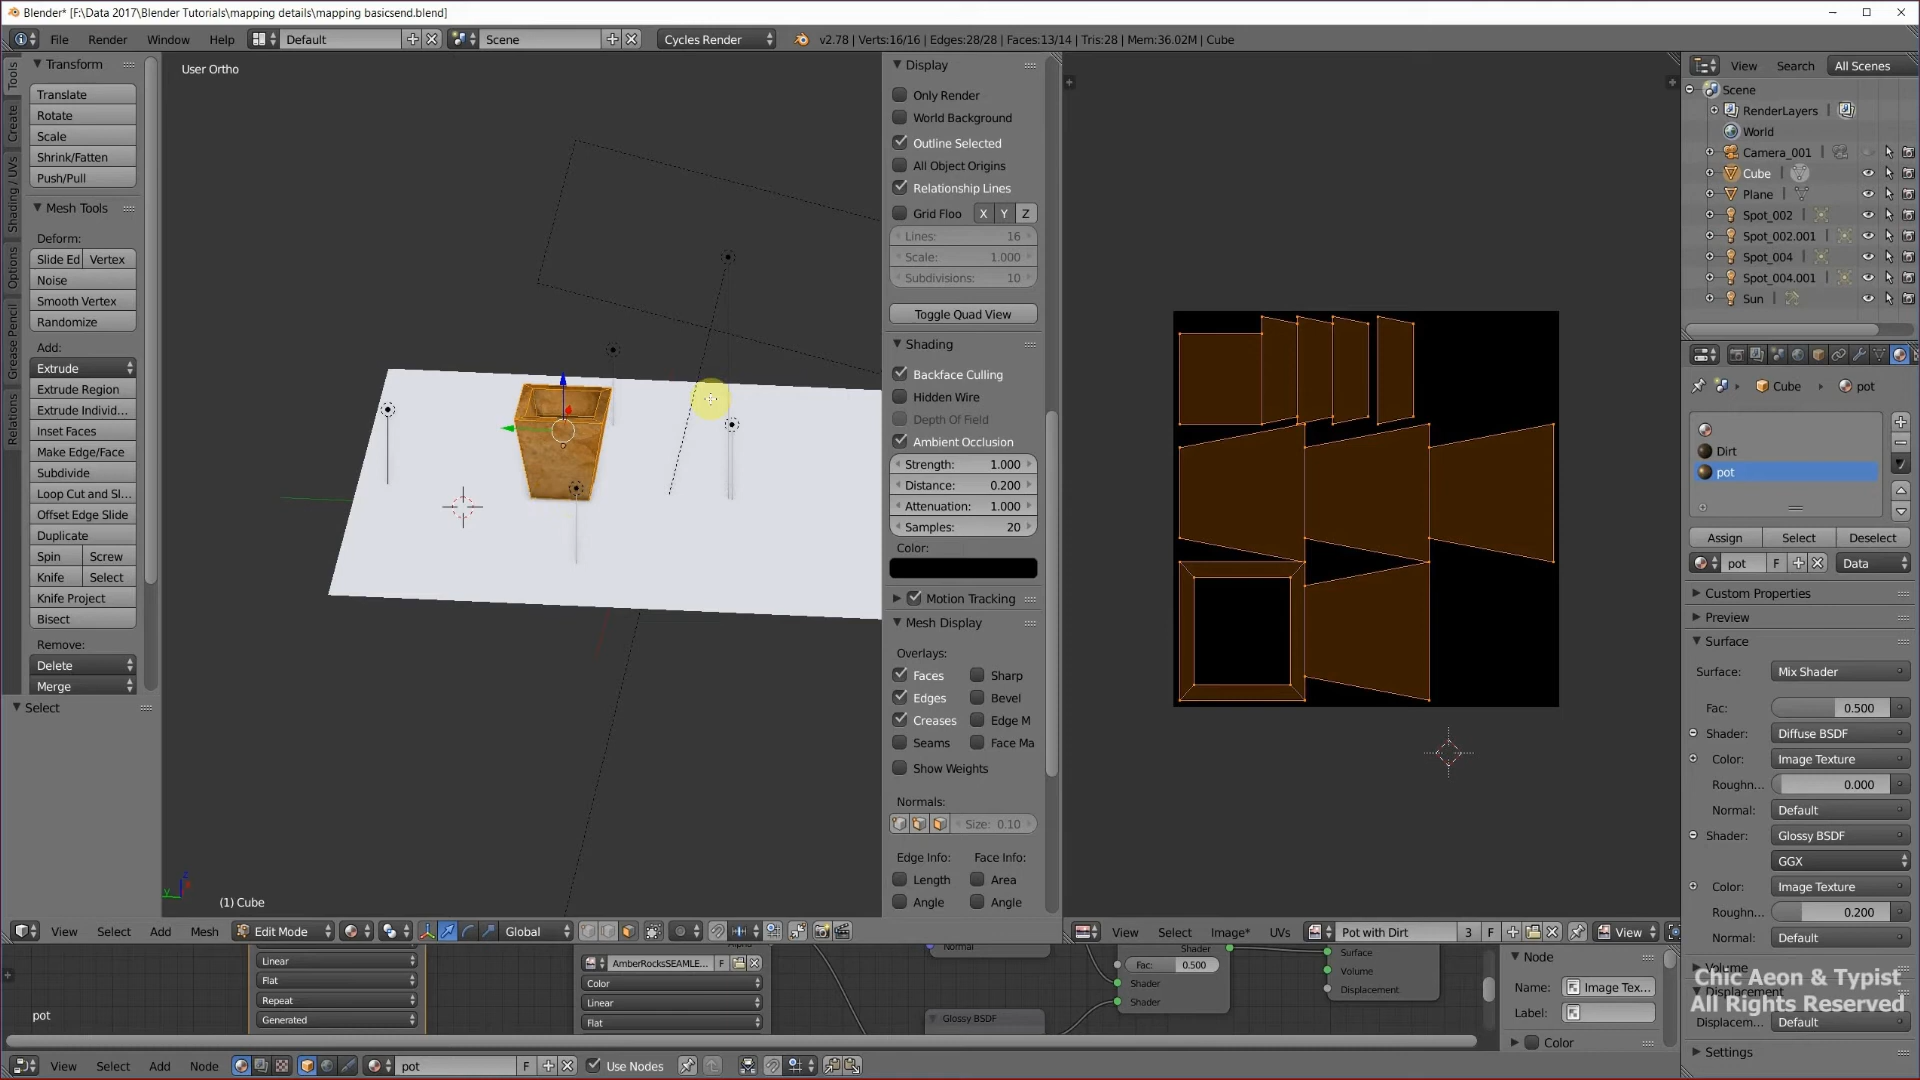 Blender* [F:\Data 2017\Blender Tutorials\mapping details\mapping basicsend.blend]
File Render Window Help Default Scene Cycles Render v2.78 | Verts:16/16 | Edges:28/28 | Faces:13/14 | Tris:28 | Mem:36.02M | Cube
Tools
Create
Shading / UVs
Options
Grease Pencil
Relations
Transform
Translate
Rotate
Scale
Shrink/Fatten
Push/Pull
Mesh Tools
Deform:
Slide Ed Vertex
Noise
Smooth Vertex
Randomize
Add:
Extrude
Extrude Region
Extrude Individ...
Inset Faces
Make Edge/Face
Subdivide
Loop Cut and Sl...
Offset Edge Slide
Duplicate
Spin Screw
Knife Select
Knife Project
Bisect
Remove:
Delete
Merge
Select
User Ortho
(1) Cube
Display
Only Render
World Background
Outline Selected
All Object Origins
Relationship Lines
Grid Floo X Y Z
Lines: 16
Scale: 1.000
Subdivisions: 10
Toggle Quad View
Shading
Backface Culling
Hidden Wire
Depth Of Field
Ambient Occlusion
Strength: 1.000
Distance: 0.200
Attenuation: 1.000
Samples: 20
Color:
Motion Tracking
Mesh Display
Overlays:
Faces Sharp
Edges Bevel
Creases Edge M
Seams Face Ma
Show Weights
Normals:
Size: 0.10
Edge Info: Face Info:
Length Area
Angle Angle
View Select Add Mesh Edit Mode Global
View Select Image* UVs Pot with Dirt 3 F View
View Search All Scenes
Scene
RenderLayers
World
Camera_001
Cube
Plane
Spot_002
Spot_002.001
Spot_004
Spot_004.001
Sun
Cube pot
Dirt
pot
Assign Select Deselect
pot F Data
Custom Properties
Preview
Surface
Surface: Mix Shader
Fac: 0.500
Shader: Diffuse BSDF
Color: Image Texture
Roughn... 0.000
Normal: Default
Shader: Glossy BSDF
GGX
Color: Image Texture
Roughn... 0.200
Normal: Default
Volume
Displacement
Displacem... Default
Settings
Chic Aeon & Typist
All Rights Reserved
Linear
Flat
Repeat
Generated
pot
AmberRocksSEAMLE... F
Color
Linear
Flat
Normal
Glossy BSDF
Shader
Fac: 0.500
Shader
Shader
Surface
Volume
Displacement
Node
Name: Image Tex...
Label:
Color
View Select Add Node pot F Use Nodes